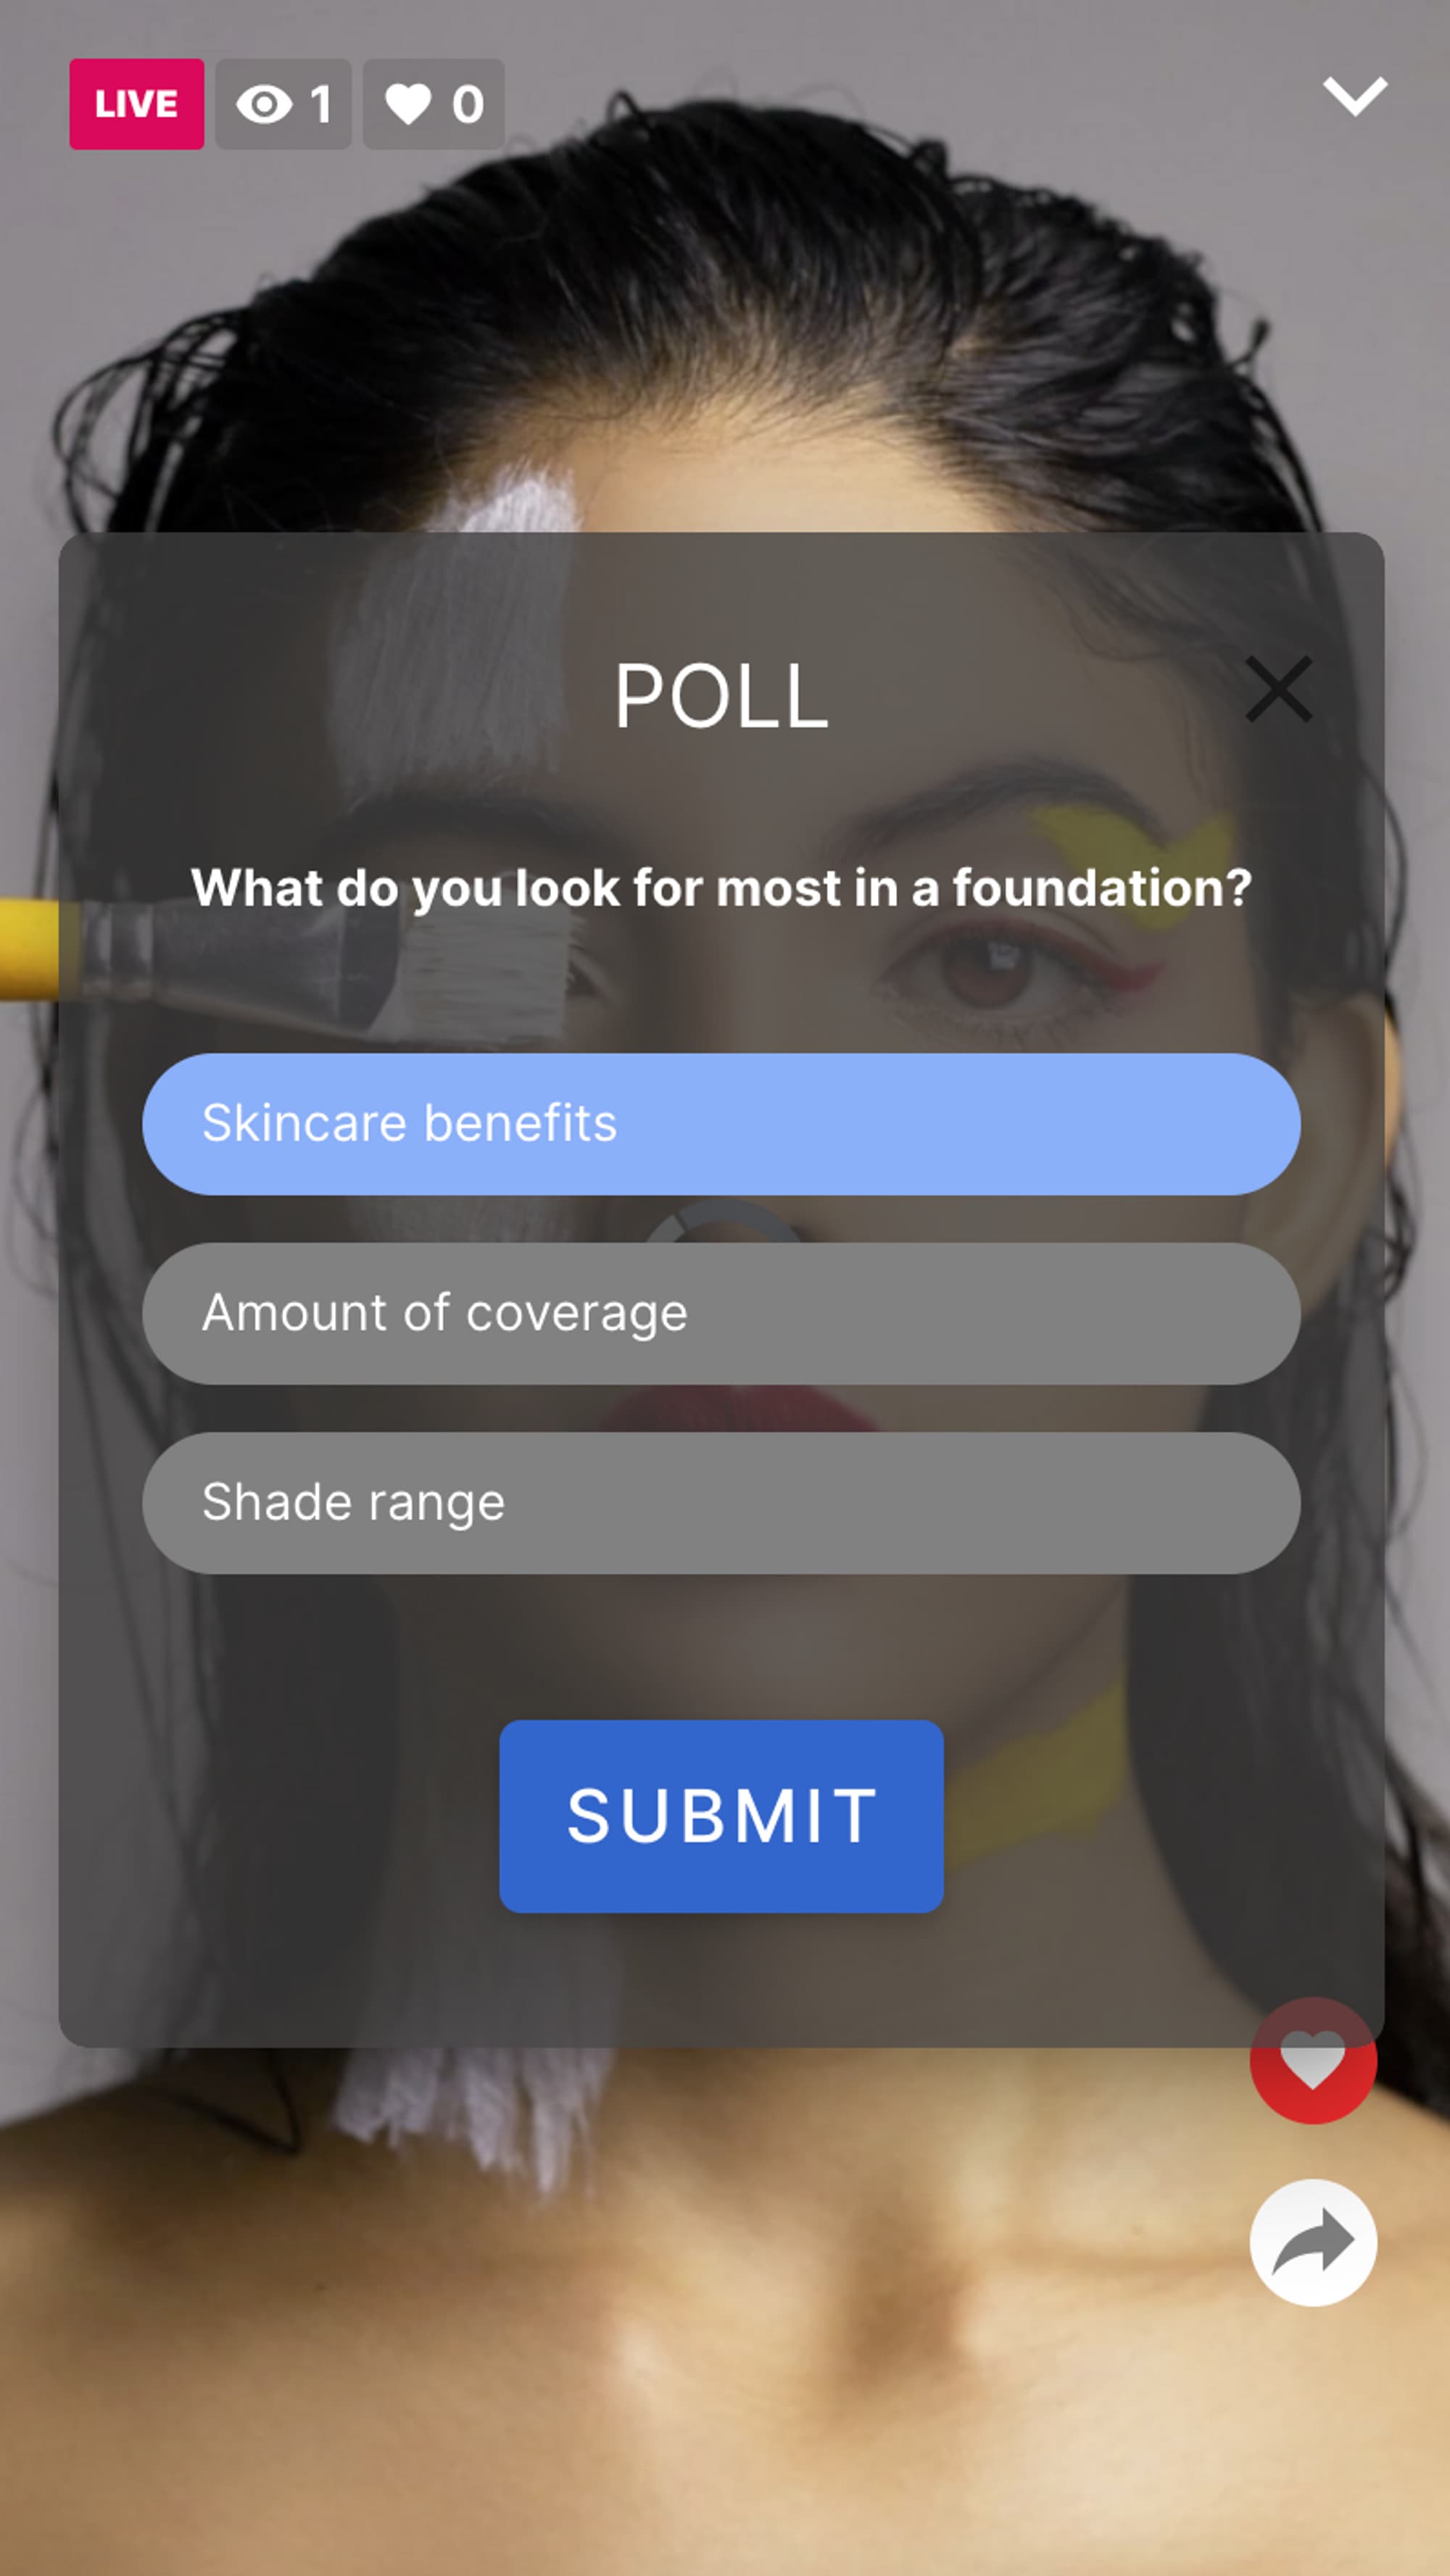 LIVE 1 0
POLL
What do you look for most in a foundation?
Skincare benefits
Amount of coverage
Shade range
SUBMIT